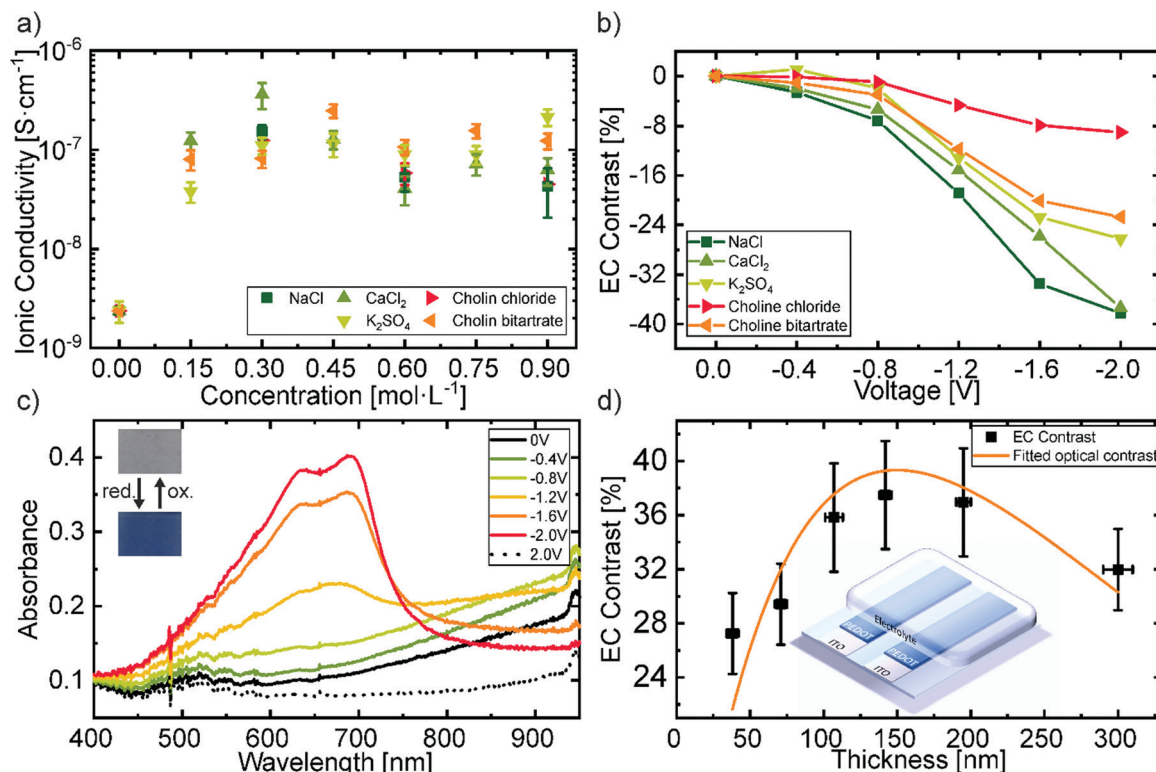 a)
Ionic Conductivity [S·cm⁻¹]
10⁻⁶
10⁻⁷
10⁻⁸
10⁻⁹
NaCl
CaCl₂
Cholin chloride
K₂SO₄
Cholin bitartrate
0.00 0.15 0.30 0.45 0.60 0.75 0.90
Concentration [mol·L⁻¹]
b)
EC Contrast [%]
0
-8
-16
-24
-32
-40
NaCl
CaCl₂
K₂SO₄
Choline chloride
Choline bitartrate
0.0 -0.4 -0.8 -1.2 -1.6 -2.0
Voltage [V]
c)
Absorbance
0.4
0.3
0.2
0.1
red. ox.
0V
-0.4V
-0.8V
-1.2V
-1.6V
-2.0V
2.0V
400 500 600 700 800 900
Wavelength [nm]
d)
EC Contrast [%]
40
36
32
28
24
EC Contrast
Fitted optical contrast
Electrolyte
PEDOT
PEDOT
ITO
ITO
0 50 100 150 200 250 300
Thickness [nm]